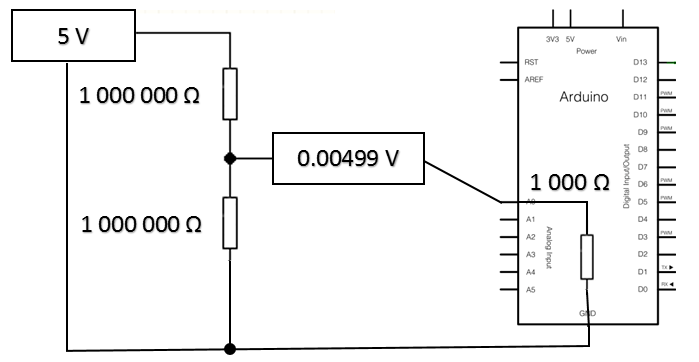 5 V
1 000 000 Ω
1 000 000 Ω
0.00499 V
3V3 5V Vin
Power
RST
AREF
Arduino
1 000 Ω
A0
A1
A2
A3
A4
A5
Analog Input
Digital Input/Output
D13
D12
D11 PWM
D10 PWM
D9 PWM
D8
D7
D6 PWM
D5 PWM
D4
D3 PWM
D2
D1 TX ▶
D0 RX ◀
GND